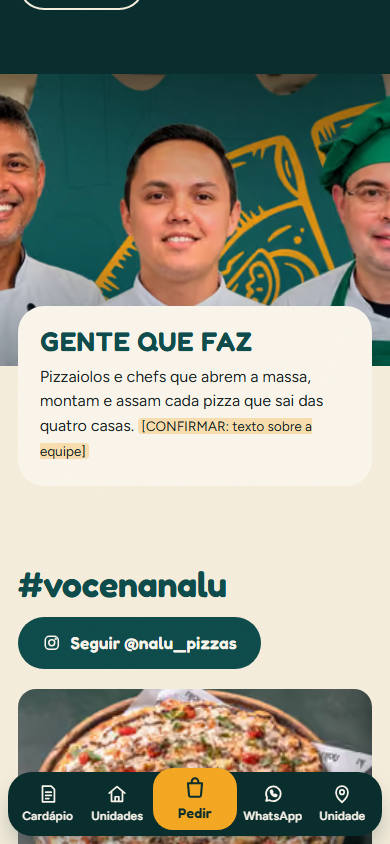 GENTE QUE FAZ
Pizzaiolos e chefs que abrem a massa,
montam e assam cada pizza que sai das
quatro casas. [CONFIRMAR: texto sobre a
equipe]
#vocenanalu
Seguir @nalu_pizzas
Cardápio
Unidades
Pedir
WhatsApp
Unidade